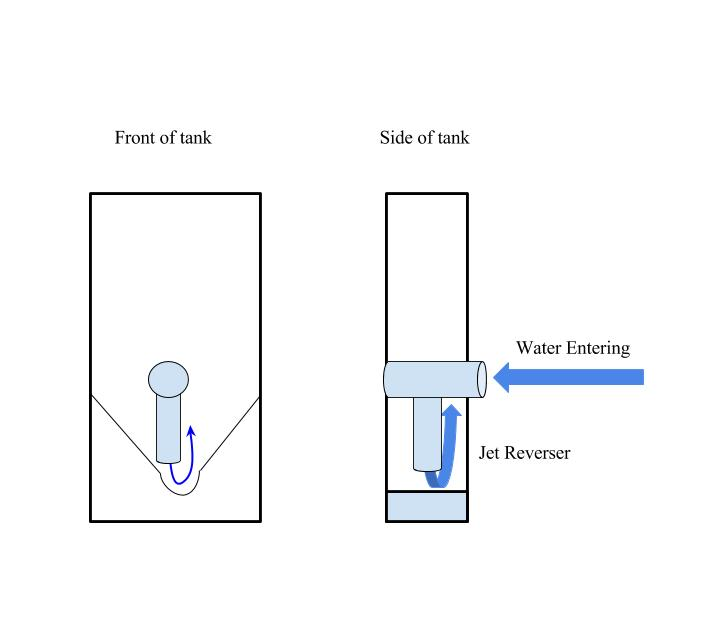 Front of tank
Side of tank
Water Entering
Jet Reverser